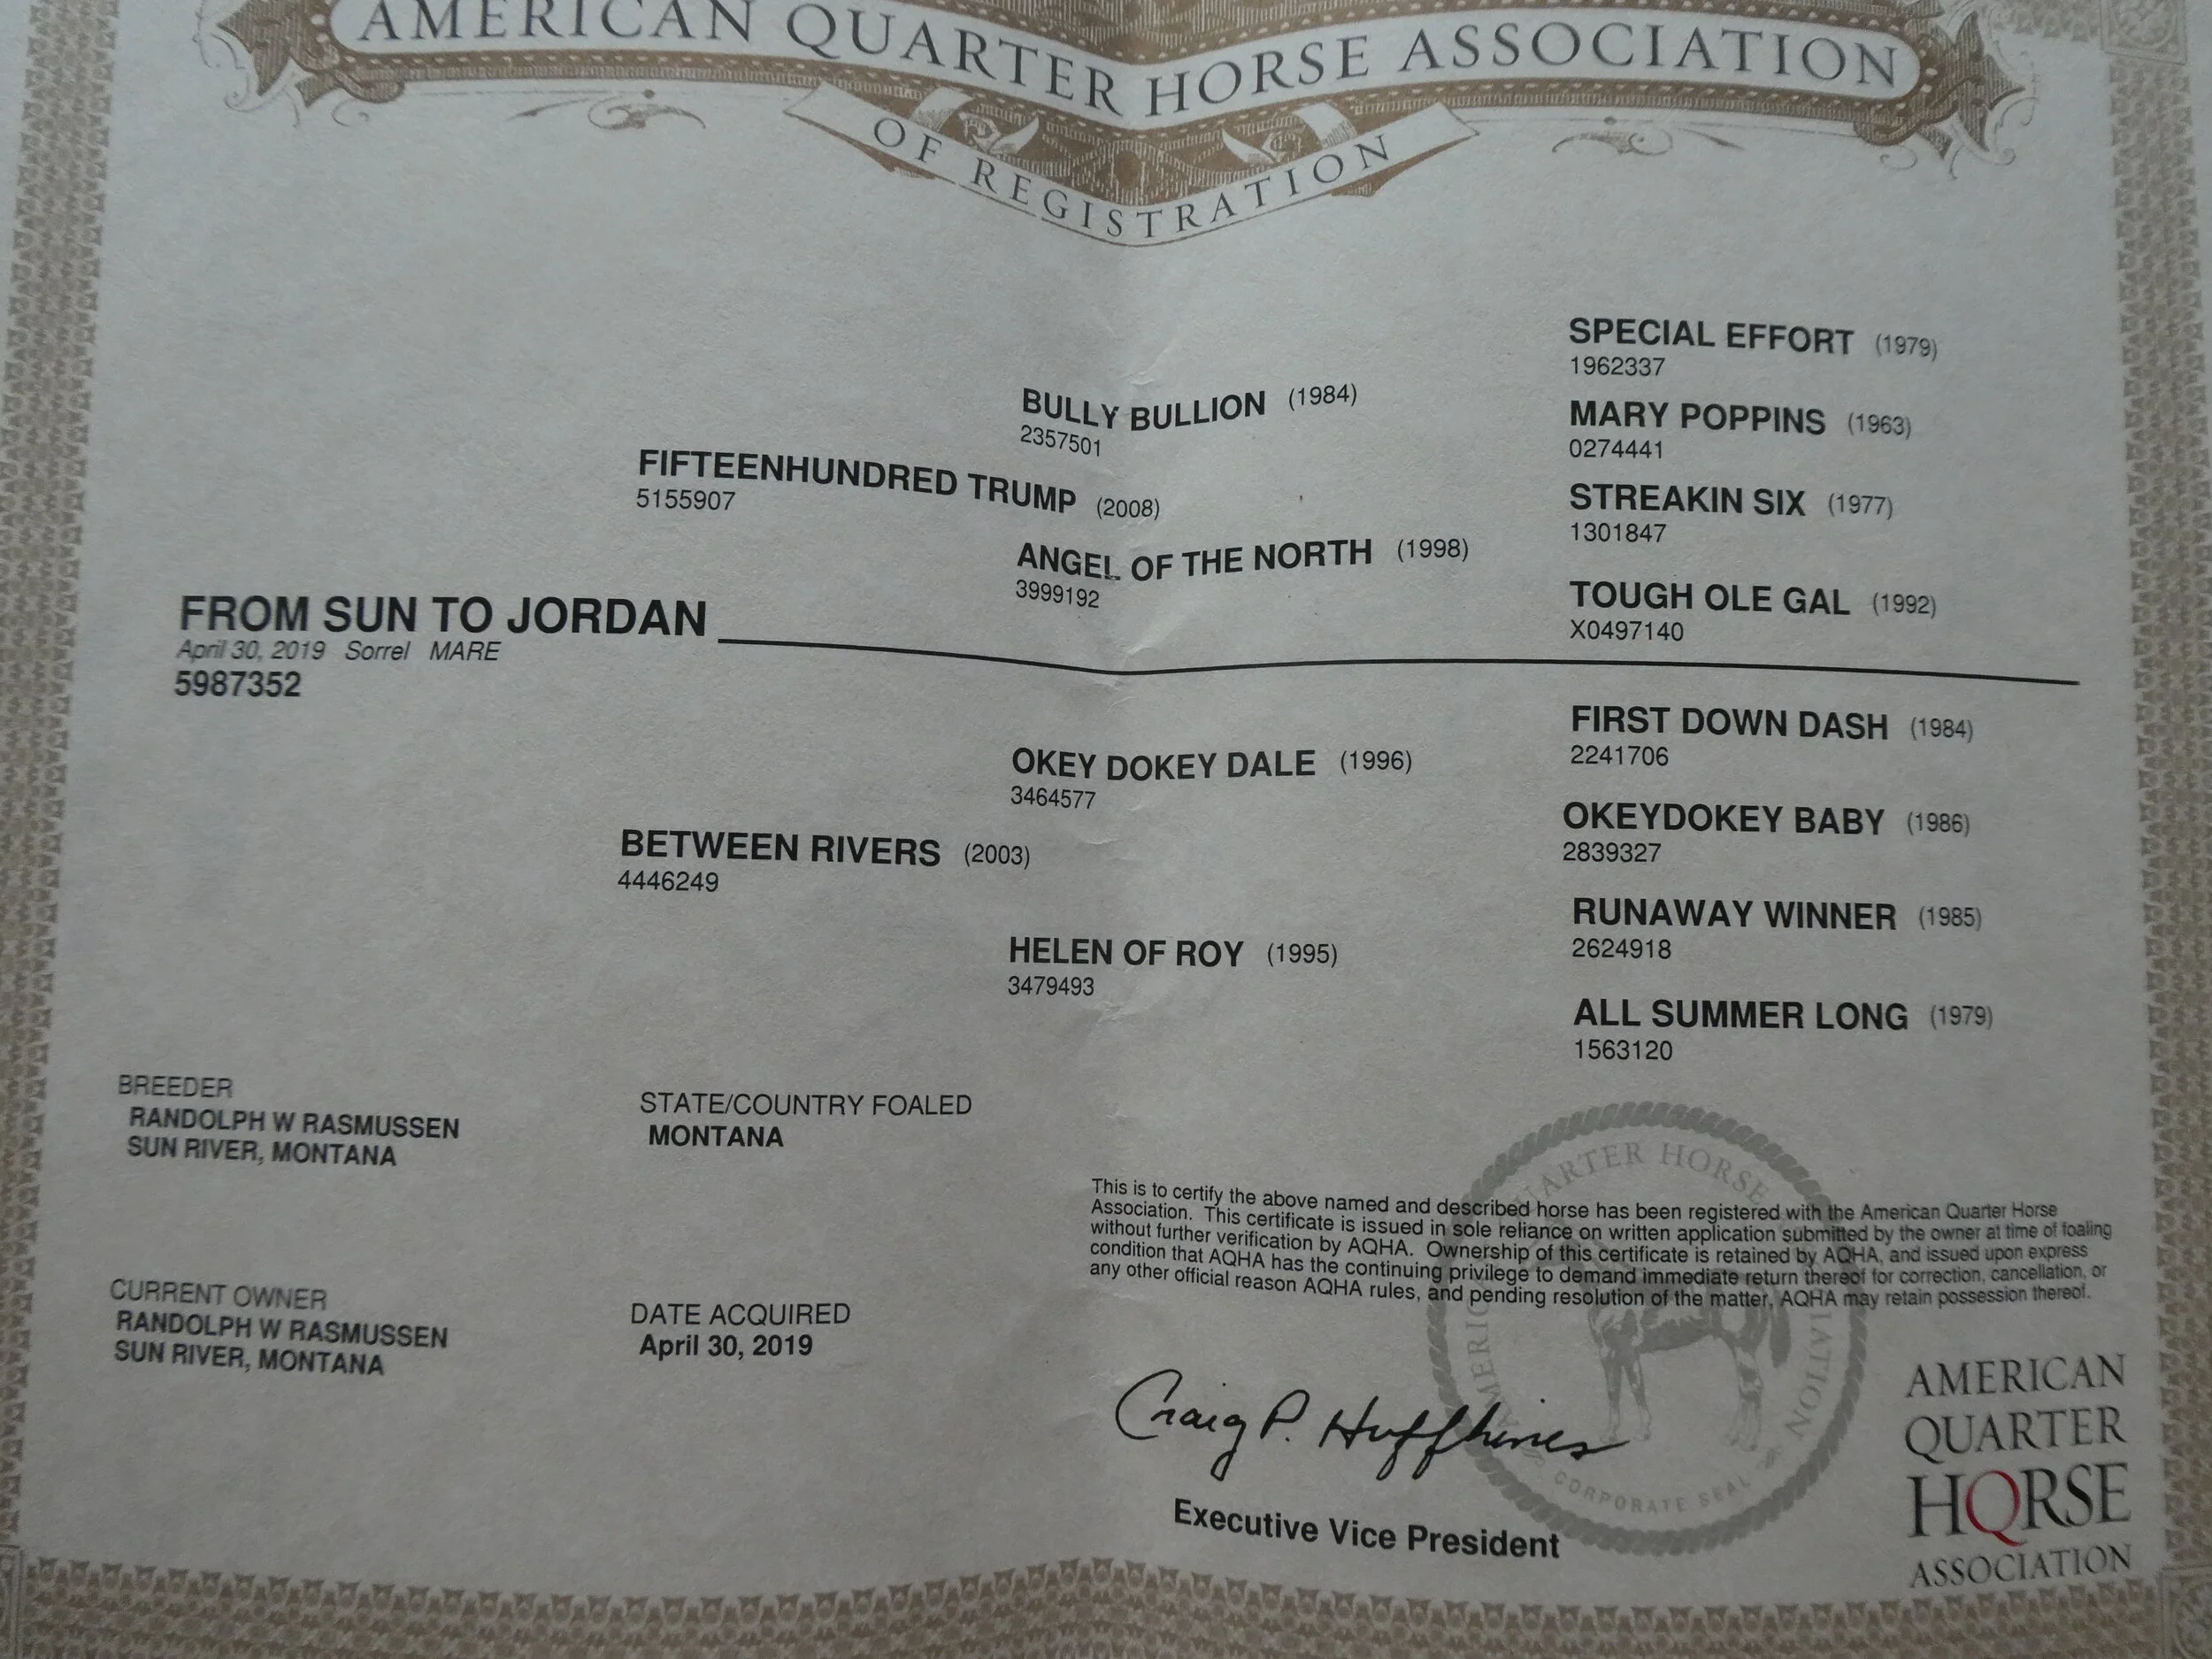 AMERICAN QUARTER HORSE ASSOCIATION
OF REGISTRATION
SPECIAL EFFORT (1979)
1962337
BULLY BULLION (1984)
2357501
MARY POPPINS (1963)
0274441
FIFTEENHUNDRED TRUMP (2008)
5155907
STREAKIN SIX (1977)
1301847
ANGEL OF THE NORTH (1998)
3999192
TOUGH OLE GAL (1992)
X0497140
FROM SUN TO JORDAN
April 30, 2019 Sorrel MARE
5987352
FIRST DOWN DASH (1984)
2241706
OKEY DOKEY DALE (1996)
3464577
OKEYDOKEY BABY (1986)
2839327
BETWEEN RIVERS (2003)
4446249
RUNAWAY WINNER (1985)
2624918
HELEN OF ROY (1995)
3479493
ALL SUMMER LONG (1979)
1563120
BREEDER
RANDOLPH W RASMUSSEN
SUN RIVER, MONTANA
STATE/COUNTRY FOALED
MONTANA
This is to certify the above named and described horse has been registered with the American Quarter Horse
Association. This certificate is issued in sole reliance on written application submitted by the owner at time of foaling
without further verification by AQHA. Ownership of this certificate is retained by AQHA, and issued upon express
condition that AQHA has the continuing privilege to demand immediate return thereof for correction, cancellation, or
any other official reason AQHA rules, and pending resolution of the matter, AQHA may retain possession thereof.
CURRENT OWNER
RANDOLPH W RASMUSSEN
SUN RIVER, MONTANA
DATE ACQUIRED
April 30, 2019
Craig P. Huffhines
Executive Vice President
CORPORATE SEAL
AMERICAN
QUARTER
HORSE
ASSOCIATION